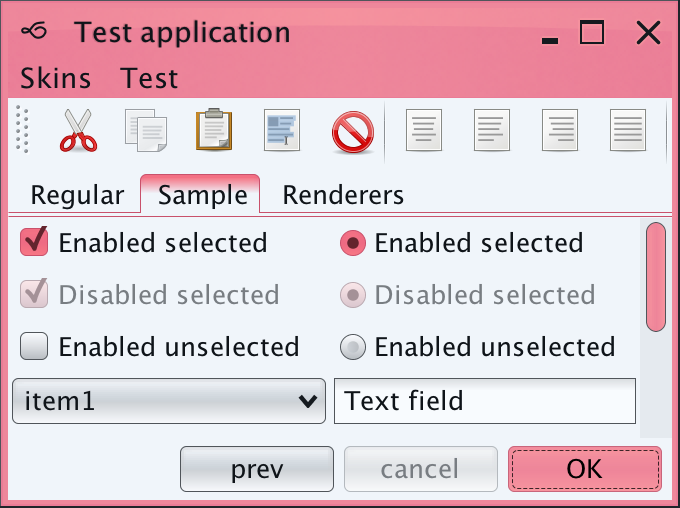 Test application
Skins Test
Regular Sample Renderers
Enabled selected Enabled selected
Disabled selected Disabled selected
Enabled unselected Enabled unselected
item1 Text field
prev cancel OK